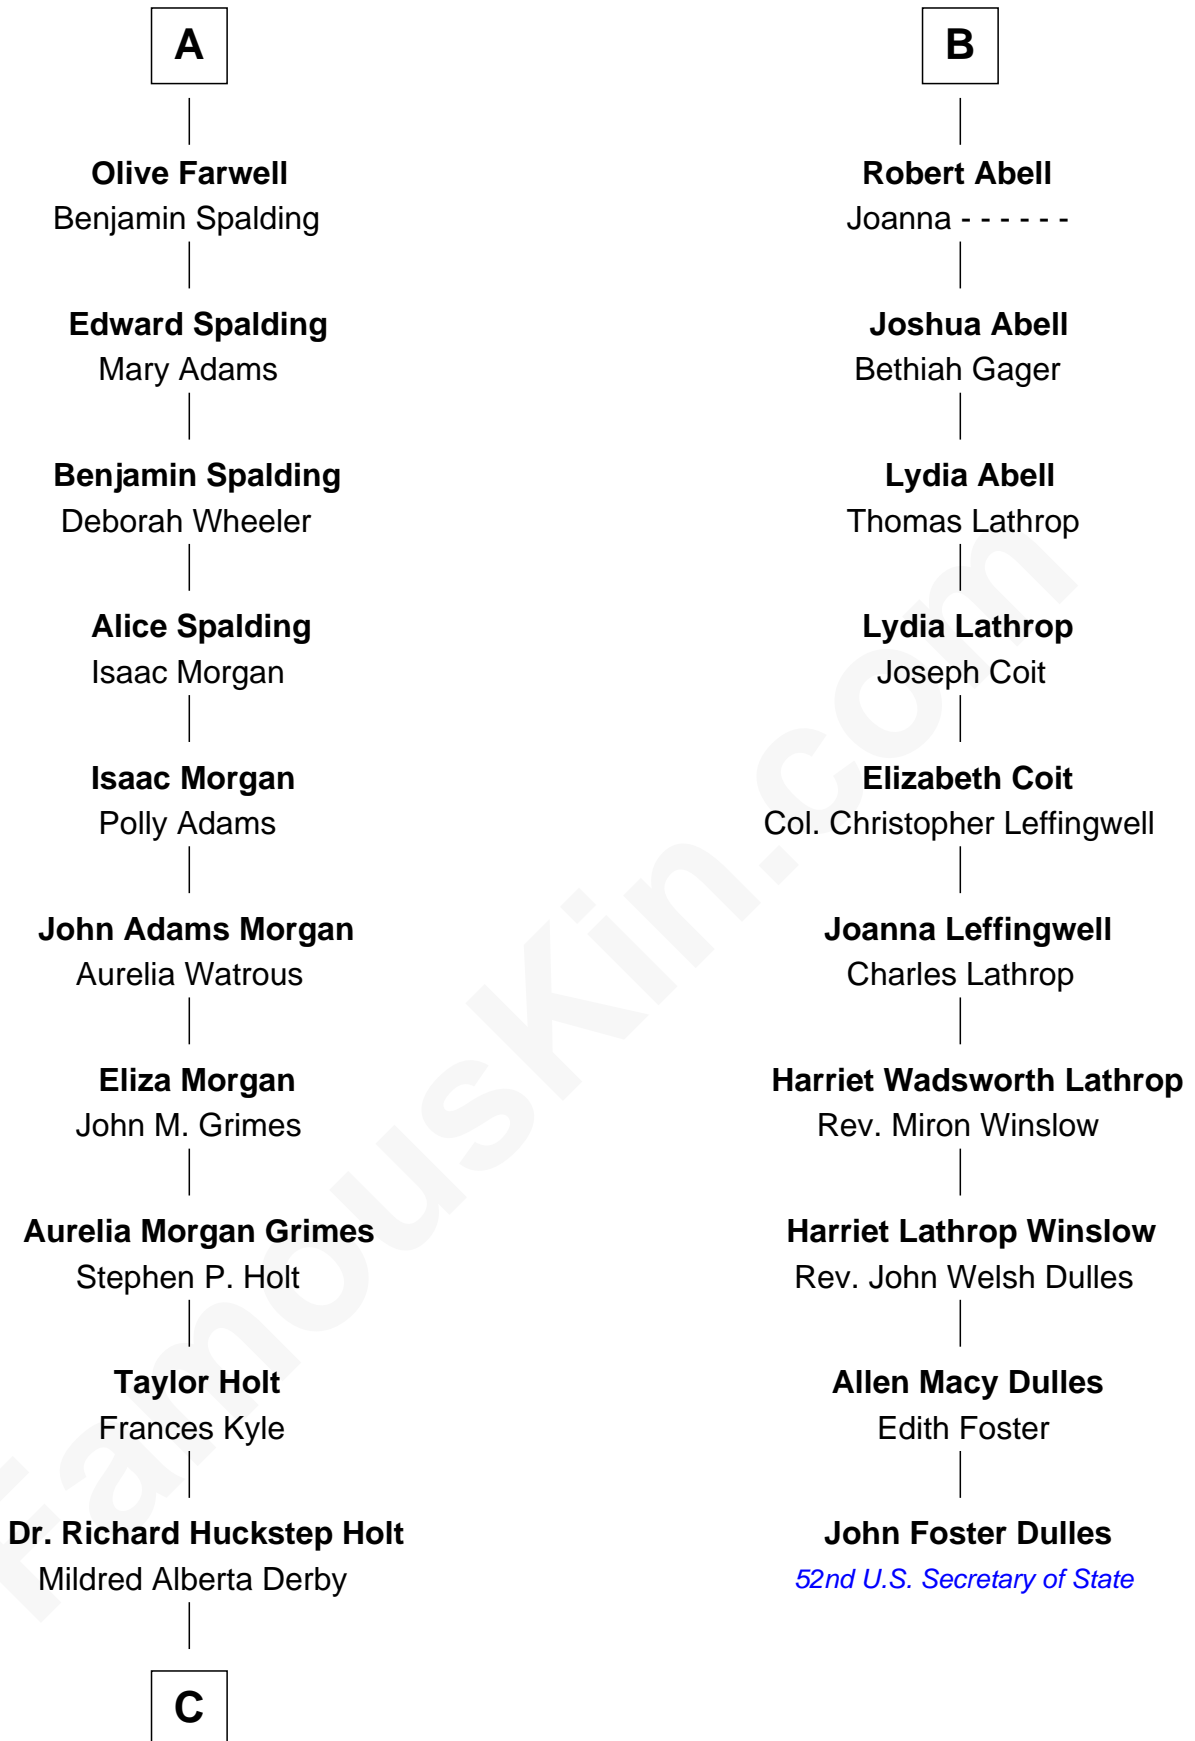 A
Olive Farwell
Benjamin Spalding
Edward Spalding
Mary Adams
Benjamin Spalding
Deborah Wheeler
Alice Spalding
Isaac Morgan
Isaac Morgan
Polly Adams
John Adams Morgan
Aurelia Watrous
Eliza Morgan
John M. Grimes
Aurelia Morgan Grimes
Stephen P. Holt
Taylor Holt
Frances Kyle
Dr. Richard Huckstep Holt
Mildred Alberta Derby
C
B
Robert Abell
Joanna - - - - - -
Joshua Abell
Bethiah Gager
Lydia Abell
Thomas Lathrop
Lydia Lathrop
Joseph Coit
Elizabeth Coit
Col. Christopher Leffingwell
Joanna Leffingwell
Charles Lathrop
Harriet Wadsworth Lathrop
Rev. Miron Winslow
Harriet Lathrop Winslow
Rev. John Welsh Dulles
Allen Macy Dulles
Edith Foster
John Foster Dulles
52nd U.S. Secretary of State
FamousKin.com